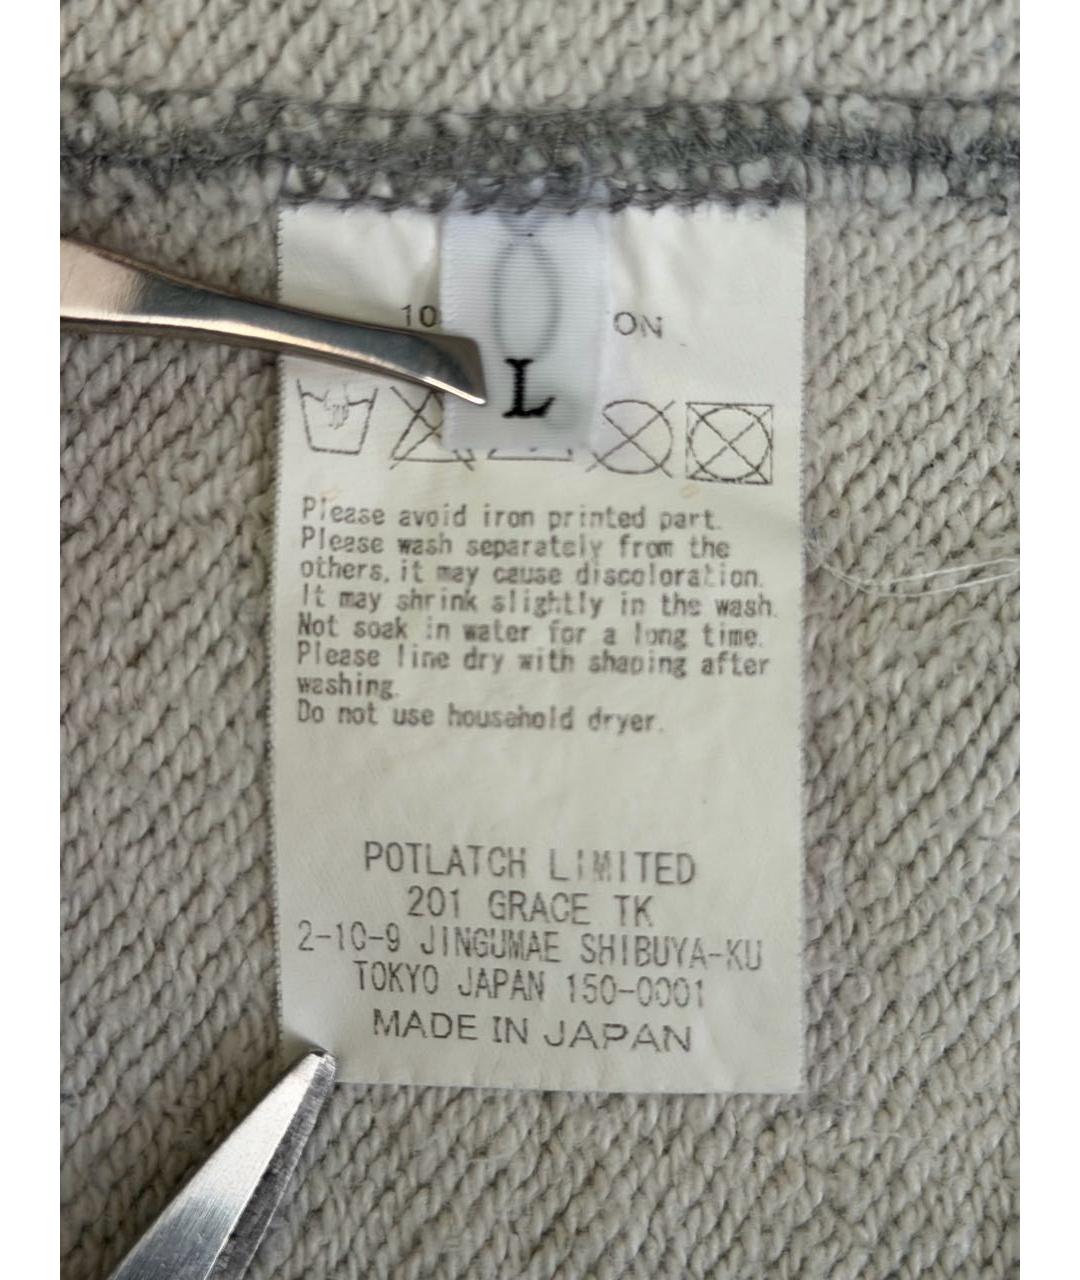 10 ON
L
Please avoid iron printed part.
Please wash separately from the
others, it may cause discoloration.
It may shrink slightly in the wash.
Not soak in water for a long time.
Please line dry with shaping after
washing.
Do not use household dryer.
POTLATCH LIMITED
201 GRACE TK
2-10-9 JINGUMAE SHIBUYA-KU
TOKYO JAPAN 150-0001
MADE IN JAPAN